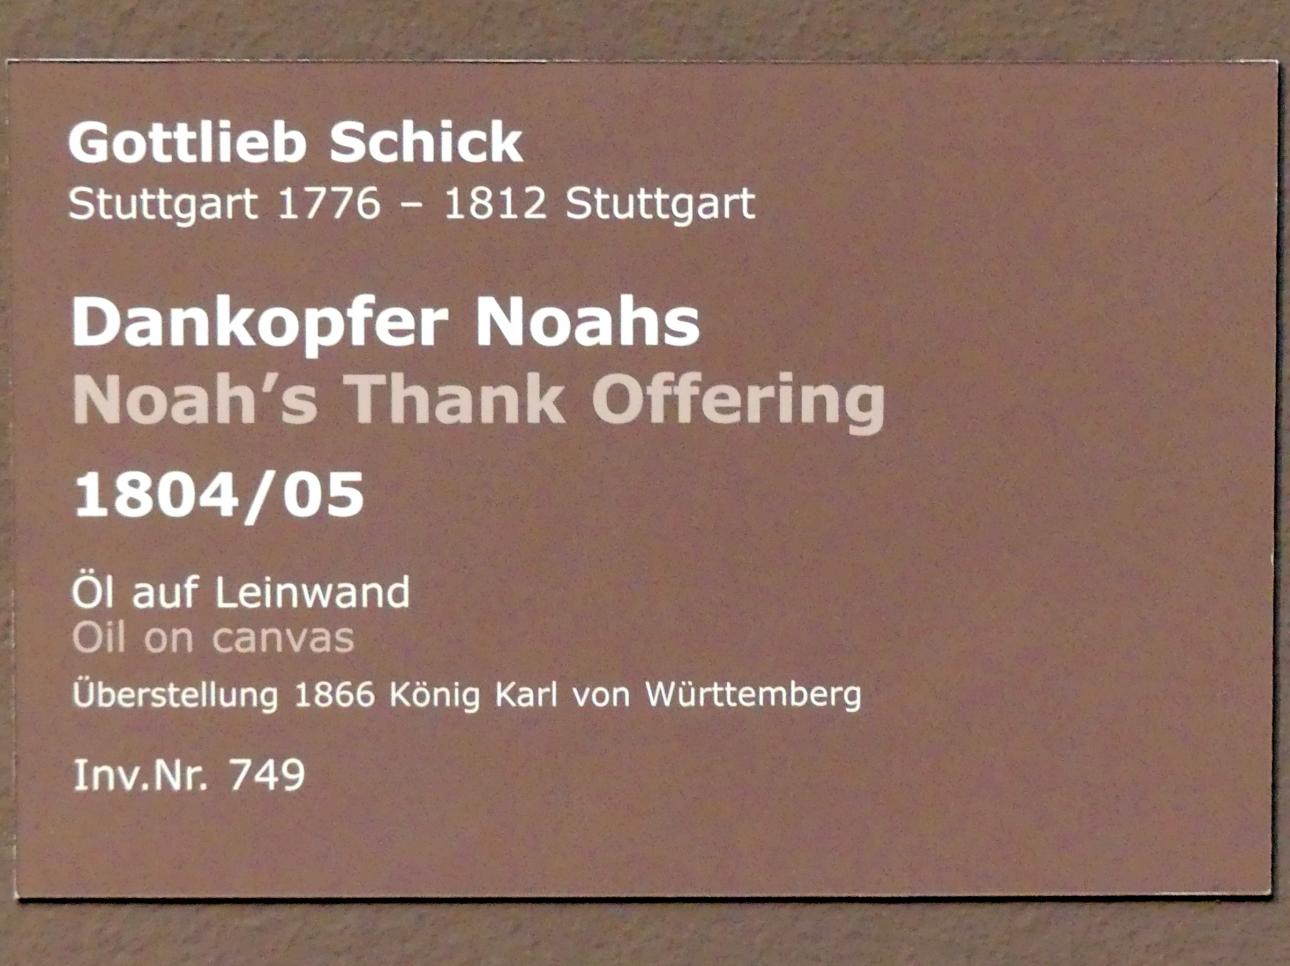 Gottlieb Schick
Stuttgart 1776 – 1812 Stuttgart
Dankopfer Noahs
Noah’s Thank Offering
1804/05
Öl auf Leinwand
Oil on canvas
Überstellung 1866 König Karl von Württemberg
Inv.Nr. 749